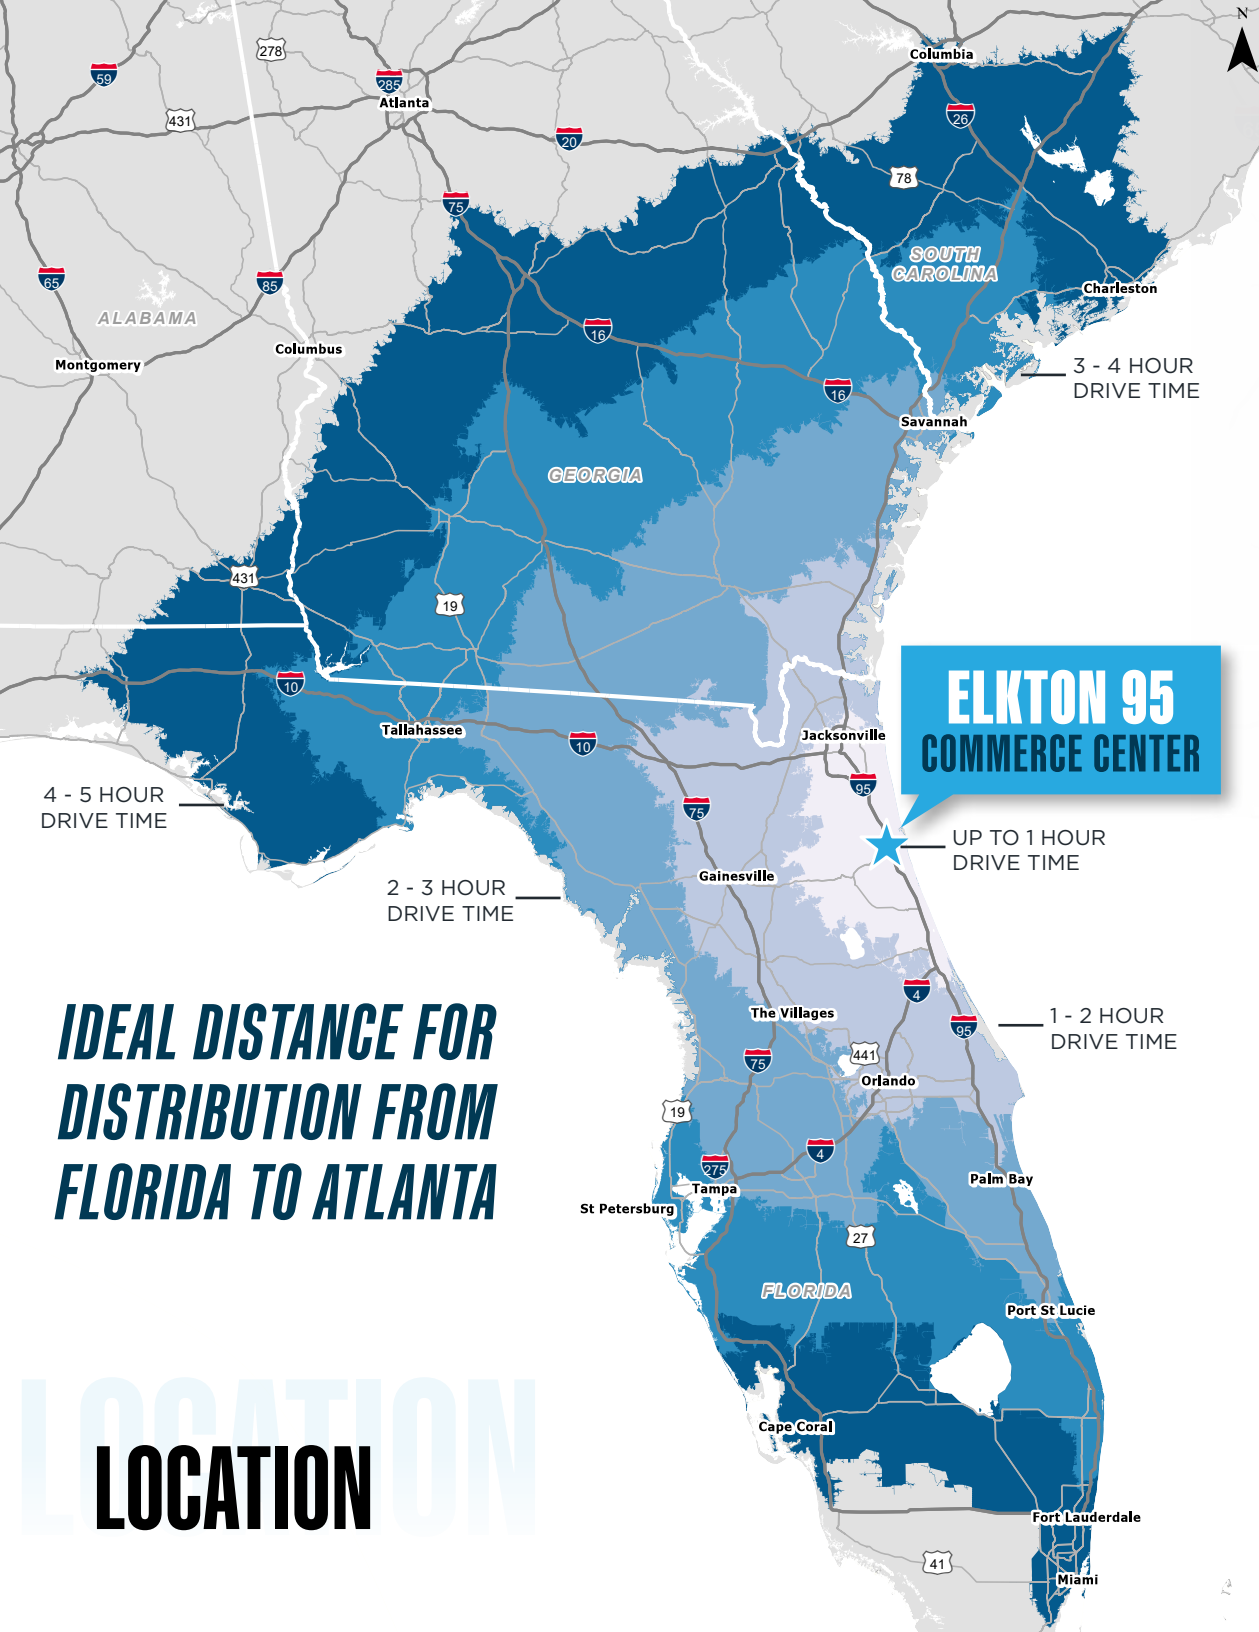 N
Columbia
278
59
285
Atlanta
431
26
20
78
75
SOUTH
CAROLINA
65
85
Charleston
ALABAMA
16
Columbus
Montgomery
3 - 4 HOUR
DRIVE TIME
16
Savannah
GEORGIA
431
19
10
ELKTON 95
COMMERCE CENTER
Tallahassee
10
Jacksonville
95
75
4 - 5 HOUR
DRIVE TIME
UP TO 1 HOUR
DRIVE TIME
Gainesville
2 - 3 HOUR
DRIVE TIME
4
IDEAL DISTANCE FOR
DISTRIBUTION FROM
FLORIDA TO ATLANTA
The Villages
95
1 - 2 HOUR
DRIVE TIME
75
441
Orlando
19
4
275
Tampa
Palm Bay
St Petersburg
27
FLORIDA
Port St Lucie
LOCATION
LOCATION
Cape Coral
Fort Lauderdale
41
Miami